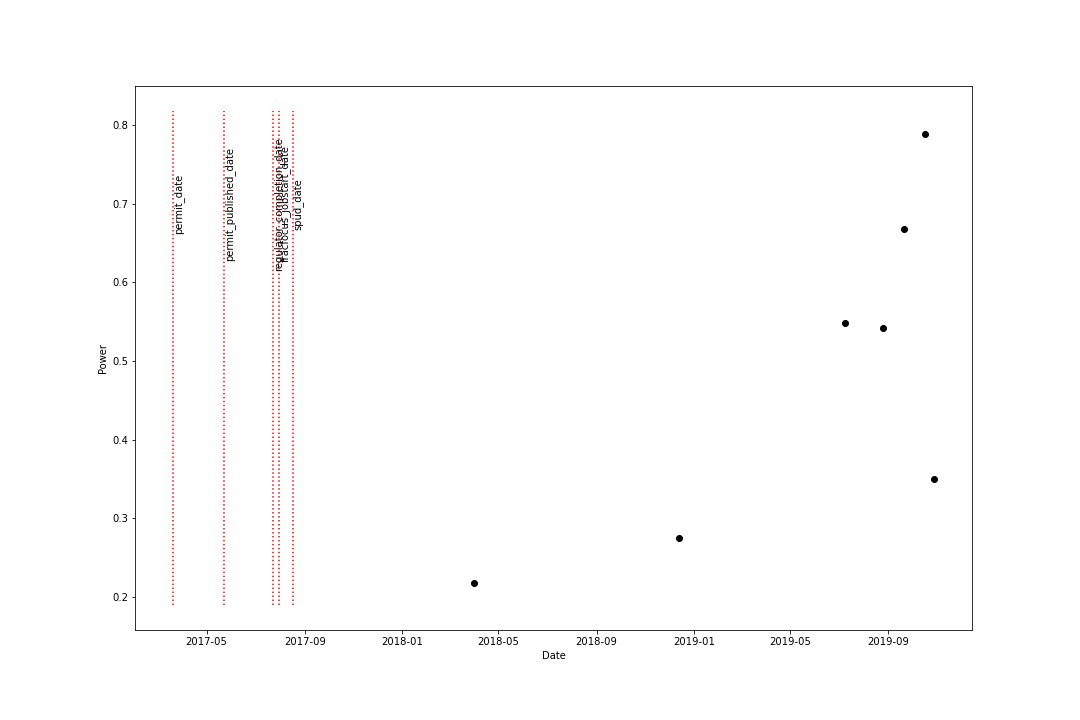 0.8
0.7
0.6
0.5
0.4
0.3
0.2
Power
permit_date
permit_published_date
regulator_completion_date
fracfocus_jobstart_date
spud_date
2017-05
2017-09
2018-01
2018-05
2018-09
2019-01
2019-05
2019-09
Date